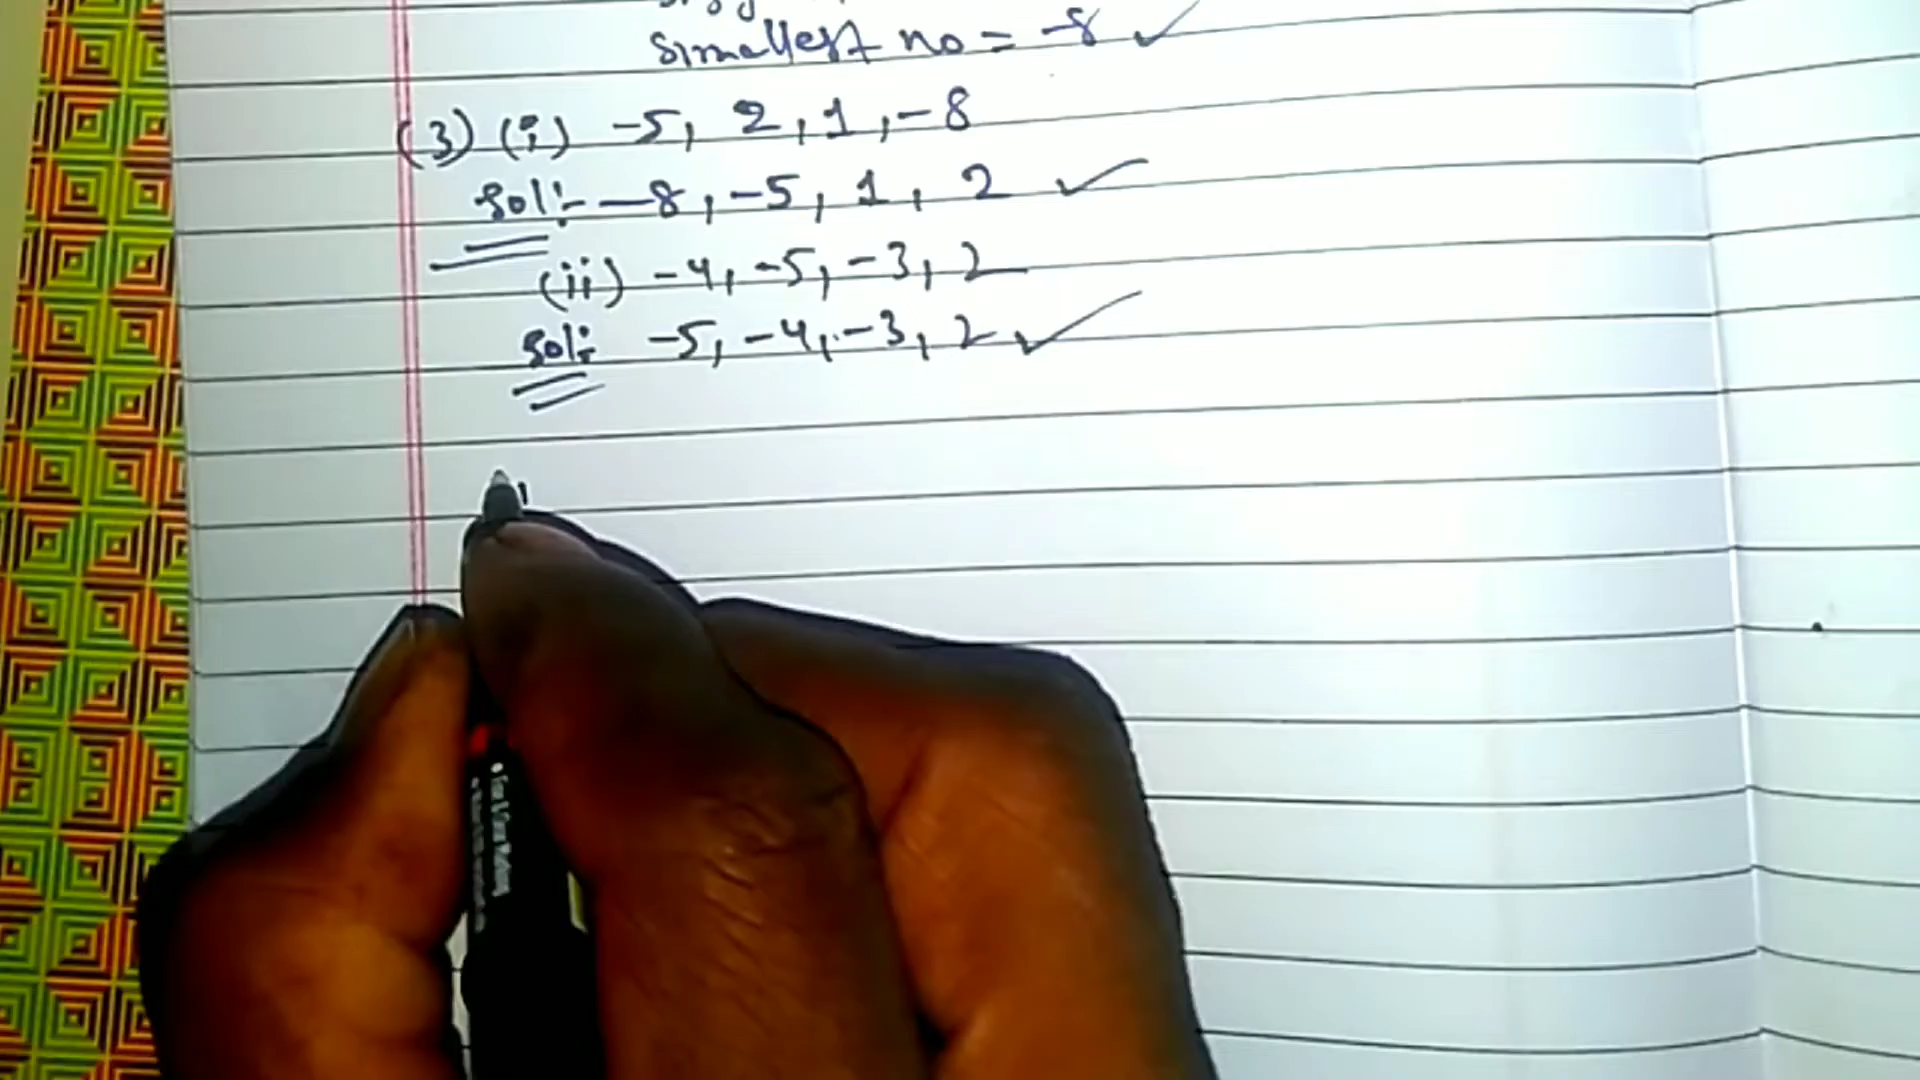 smallest no = -8 ✓
(3) (i) -5, 2, 1, -8
Sol:- -8, -5, 1, 2 ✓
(ii) -4, -5, -3, 2
Sol:- -5, -4, -3, 2 ✓